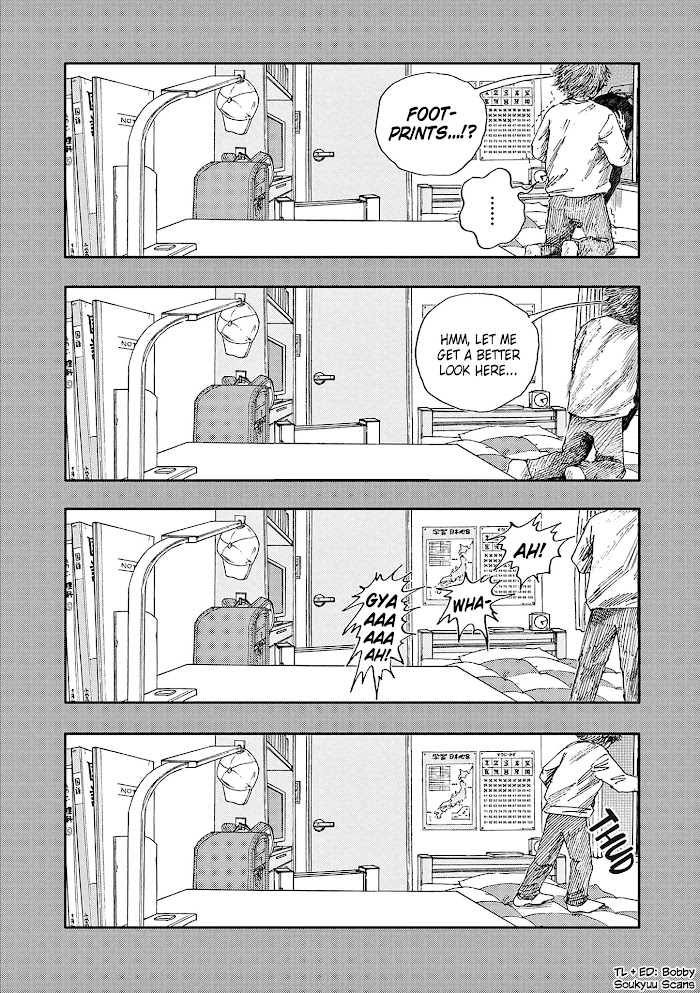 FOOT-
PRINTS...!?
......
HMM, LET ME
GET A BETTER
LOOK HERE...
AH!
WHA-
GYA
AAA
AAA
AH!
THUD
TL + ED: Bobby
Soukyuu Scans